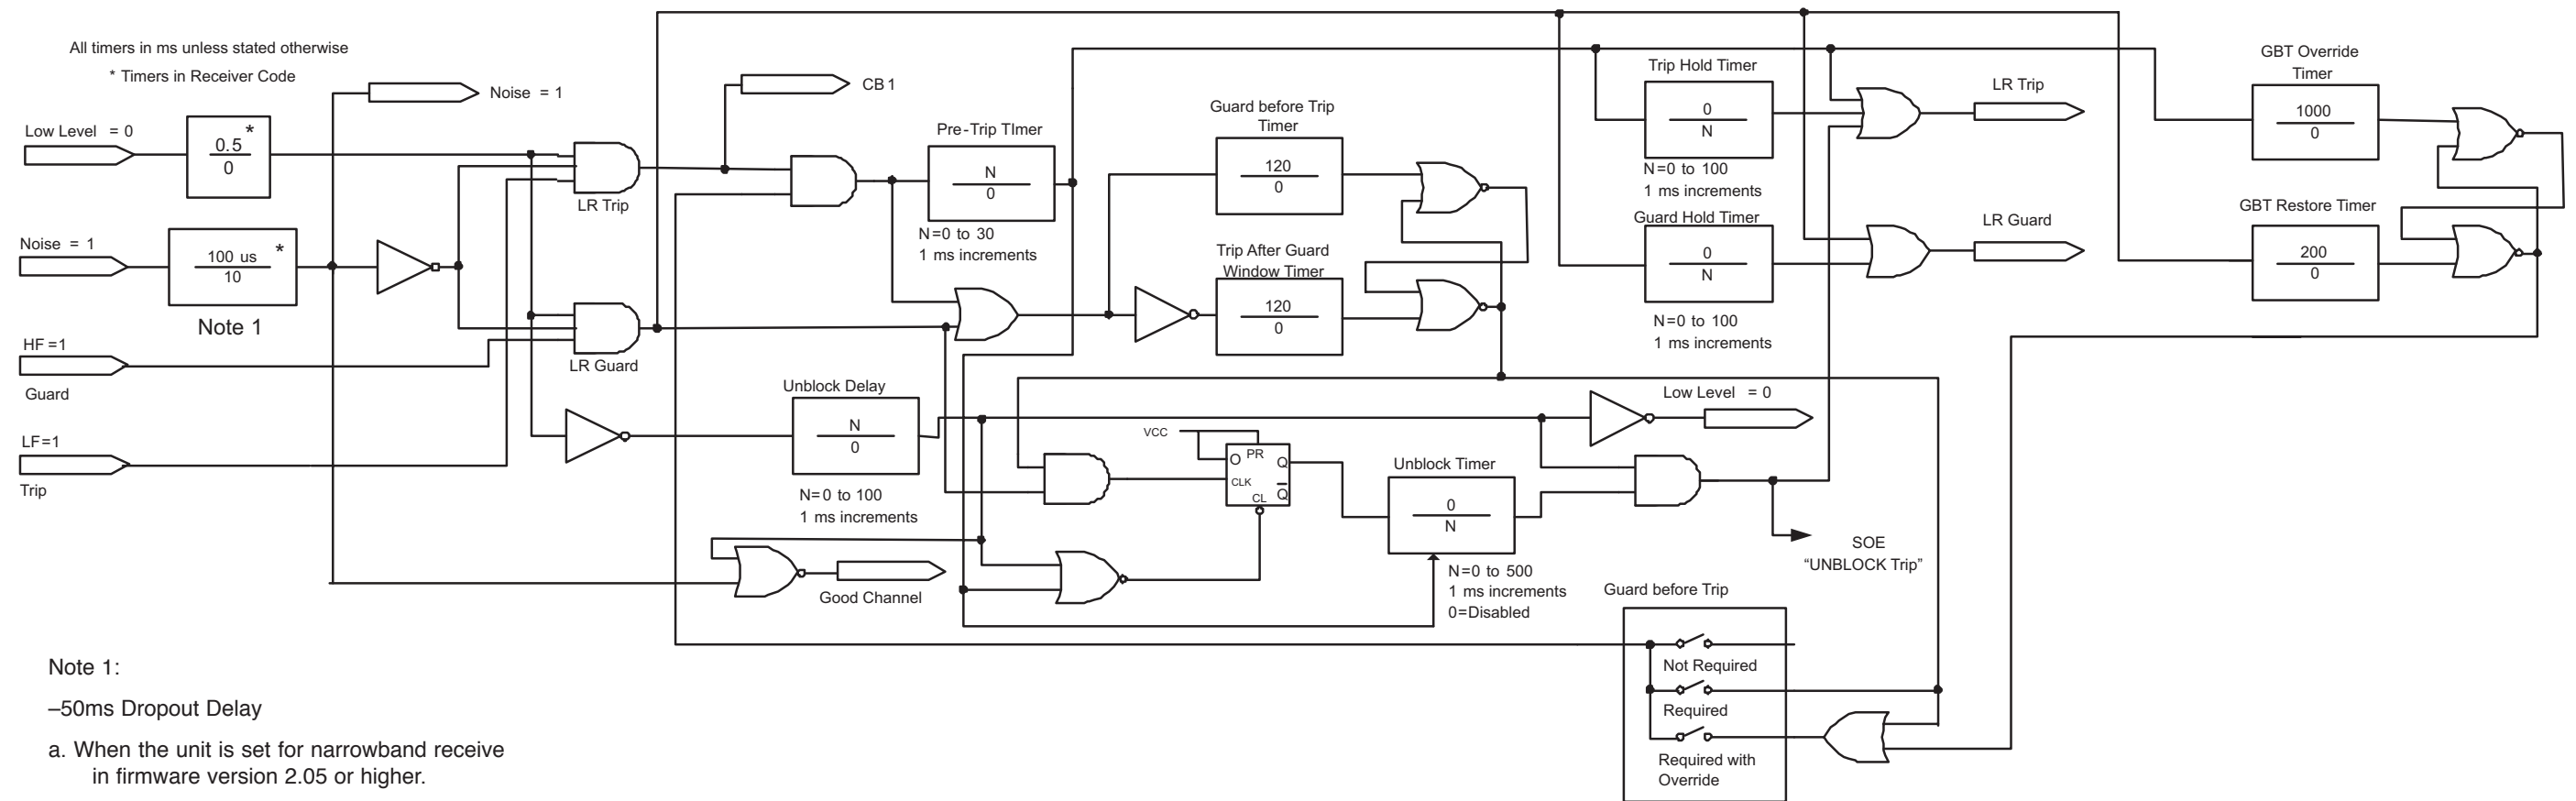 All timers in ms unless stated otherwise
* Timers in Receiver Code
Noise = 1
Low Level = 0
0.5 *
0
Noise = 1
100 us *
10
Note 1
HF=1
Guard
LF=1
Trip
LR Trip
LR Guard
CB1
Pre-Trip TImer
N
0
N=0 to 30
1 ms increments
Unblock Delay
N
0
N=0 to 100
1 ms increments
Good Channel
Guard before Trip
Timer
120
0
Trip After Guard
Window Timer
120
0
VCC
O
PR
Q
CLK
CL
Q
Unblock Timer
0
N
N=0 to 500
1 ms increments
0=Disabled
Trip Hold Timer
0
N
N=0 to 100
1 ms increments
Guard Hold Timer
0
N
N=0 to 100
1 ms increments
LR Trip
LR Guard
Low Level = 0
SOE
“UNBLOCK Trip”
GBT Override
Timer
1000
0
GBT Restore Timer
200
0
Guard before Trip
Not Required
Required
Required with
Override
Note 1:
–50ms Dropout Delay
a. When the unit is set for narrowband receive
in firmware version 2.05 or higher.